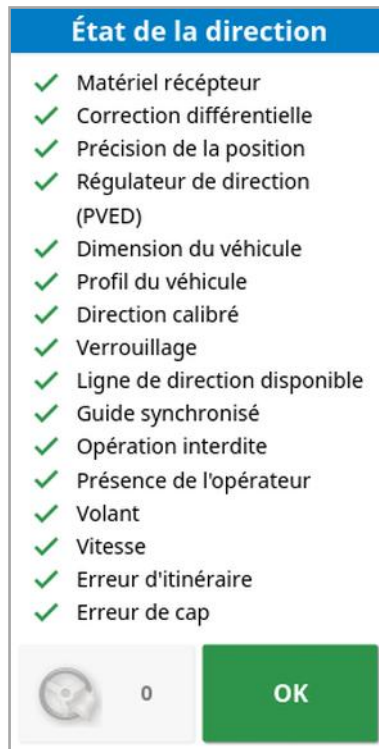 État de la direction
Matériel récépteur
Correction différentielle
Précision de la position
Régulateur de direction
(PVED)
Dimension du véhicule
Profil du véhicule
Direction calibré
Verrouillage
Ligne de direction disponible
Guide synchronisé
Opération interdite
Présence de l'opérateur
Volant
Vitesse
Erreur d'itinéraire
Erreur de cap
0
OK